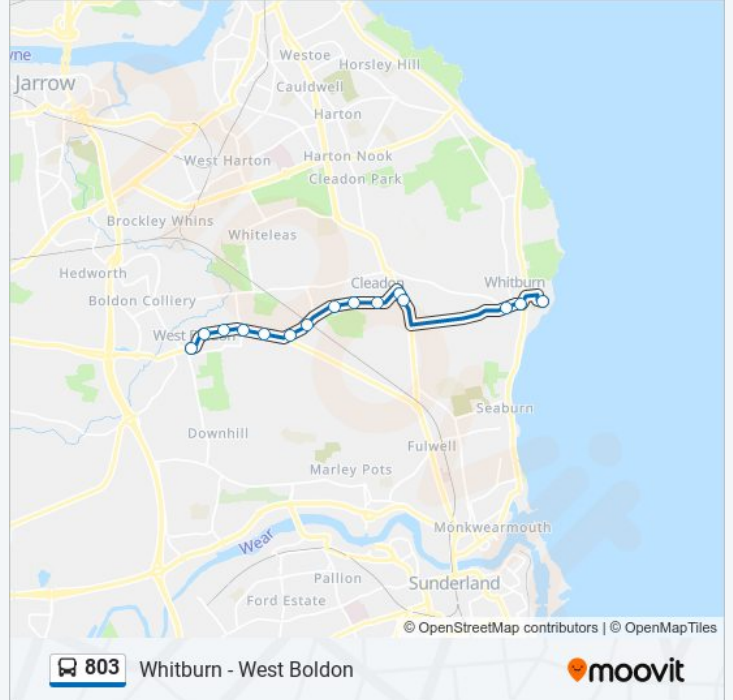 Westoe
Horsley Hill
yne
Jarrow
Cauldwell
Harton
West Harton
Harton Nook
Cleadon Park
Brockley Whins
Whiteleas
Hedworth
Cleadon
Whitburn
Boldon Colliery
West Boldon
Seaburn
Downhill
Fulwell
Marley Pots
Monkwearmouth
Wear
Pallion
Sunderland
Ford Estate
© OpenStreetMap contributors | © OpenMapTiles
803 Whitburn - West Boldon
moovit